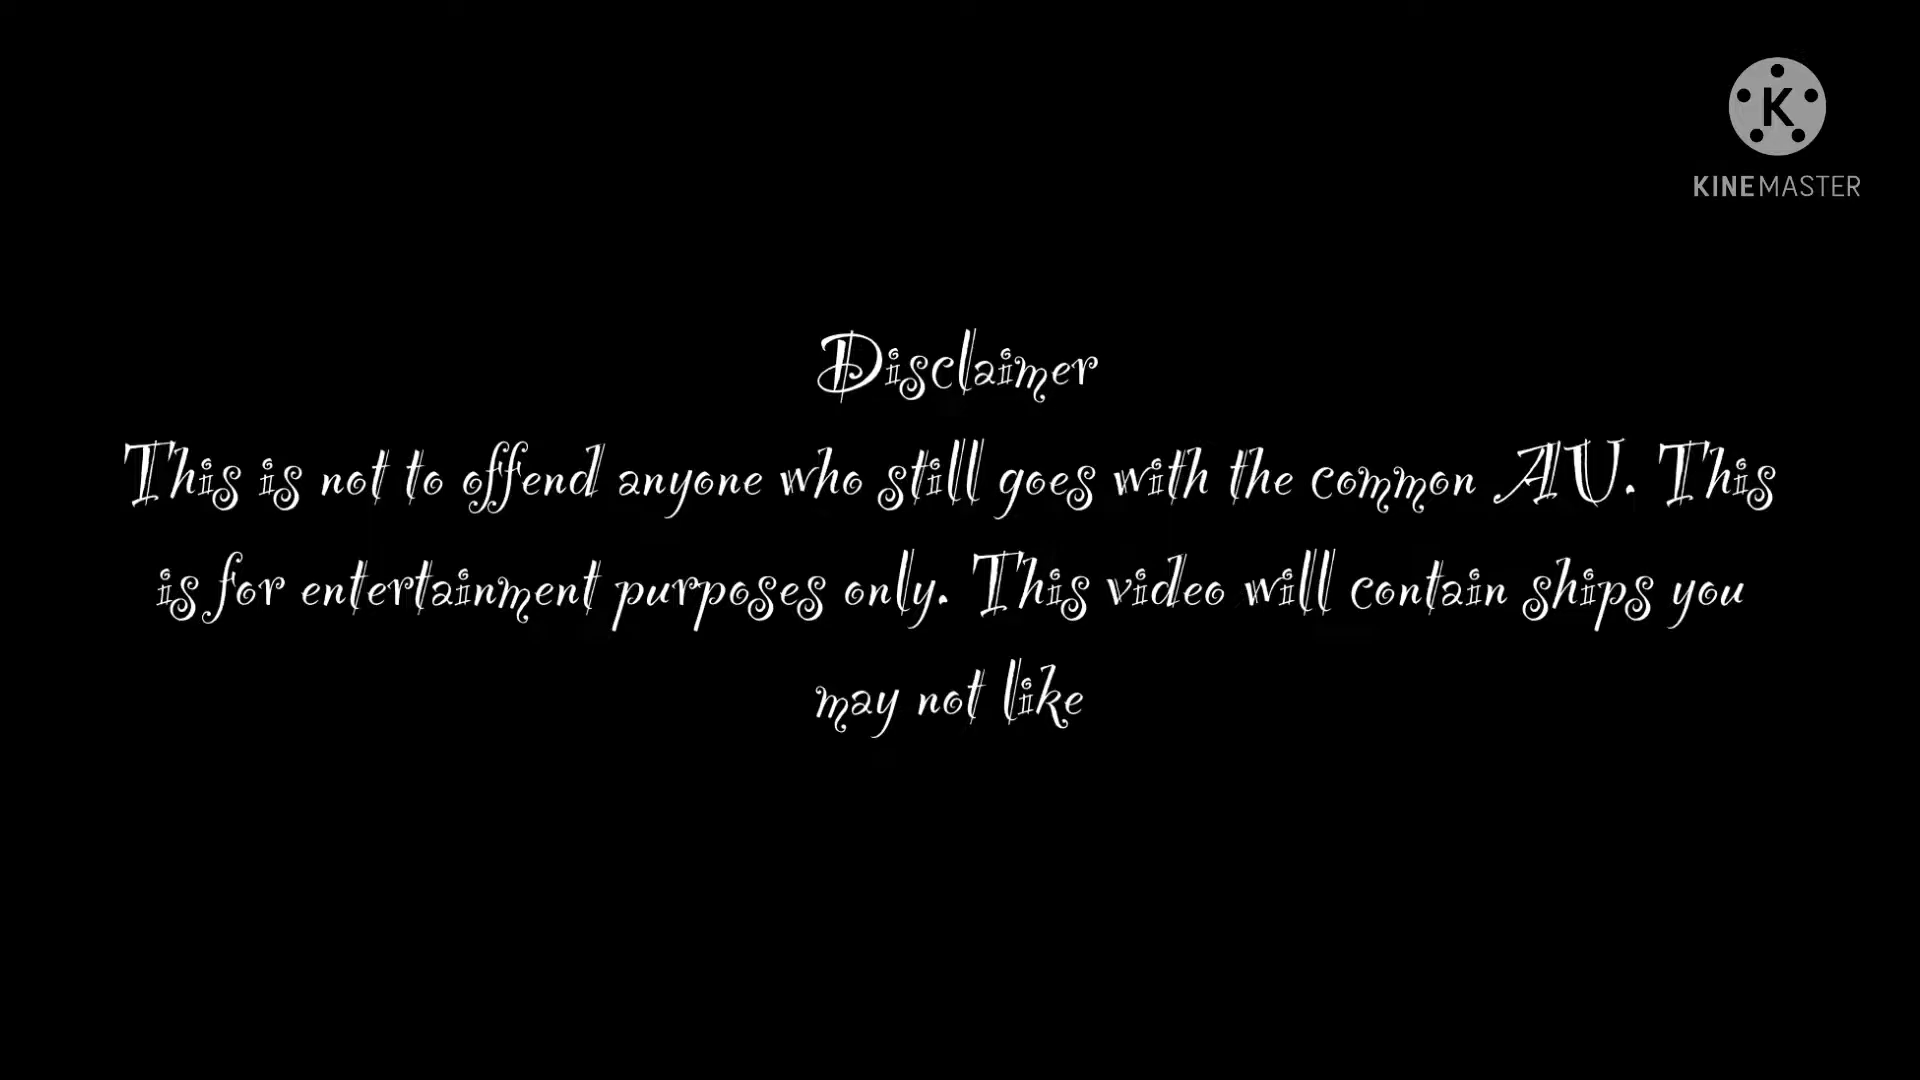 K
KINEMASTER
Disclaimer
This is not to offend anyone who still goes with the common AU. This
is for entertainment purposes only. This video will contain ships you
may not like